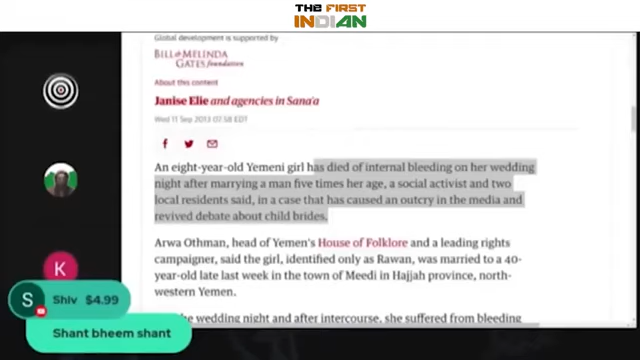 THE FIRST
INDIAN
Global development is supported by
BILL & MELINDA
GATES foundation
About this content
Janise Elie and agencies in Sana'a
Wed 11 Sep 2013 07.58 EDT
An eight-year-old Yemeni girl has died of internal bleeding on her wedding
night after marrying a man five times her age, a social activist and two
local residents said, in a case that has caused an outcry in the media and
revived debate about child brides.
Arwa Othman, head of Yemen's House of Folklore and a leading rights
campaigner, said the girl, identified only as Rawan, was married to a 40-
year-old late last week in the town of Meedi in Hajjah province, north-
western Yemen.
he wedding night and after intercourse, she suffered from bleeding
K
S
Shiv $4.99
Shant bheem shant